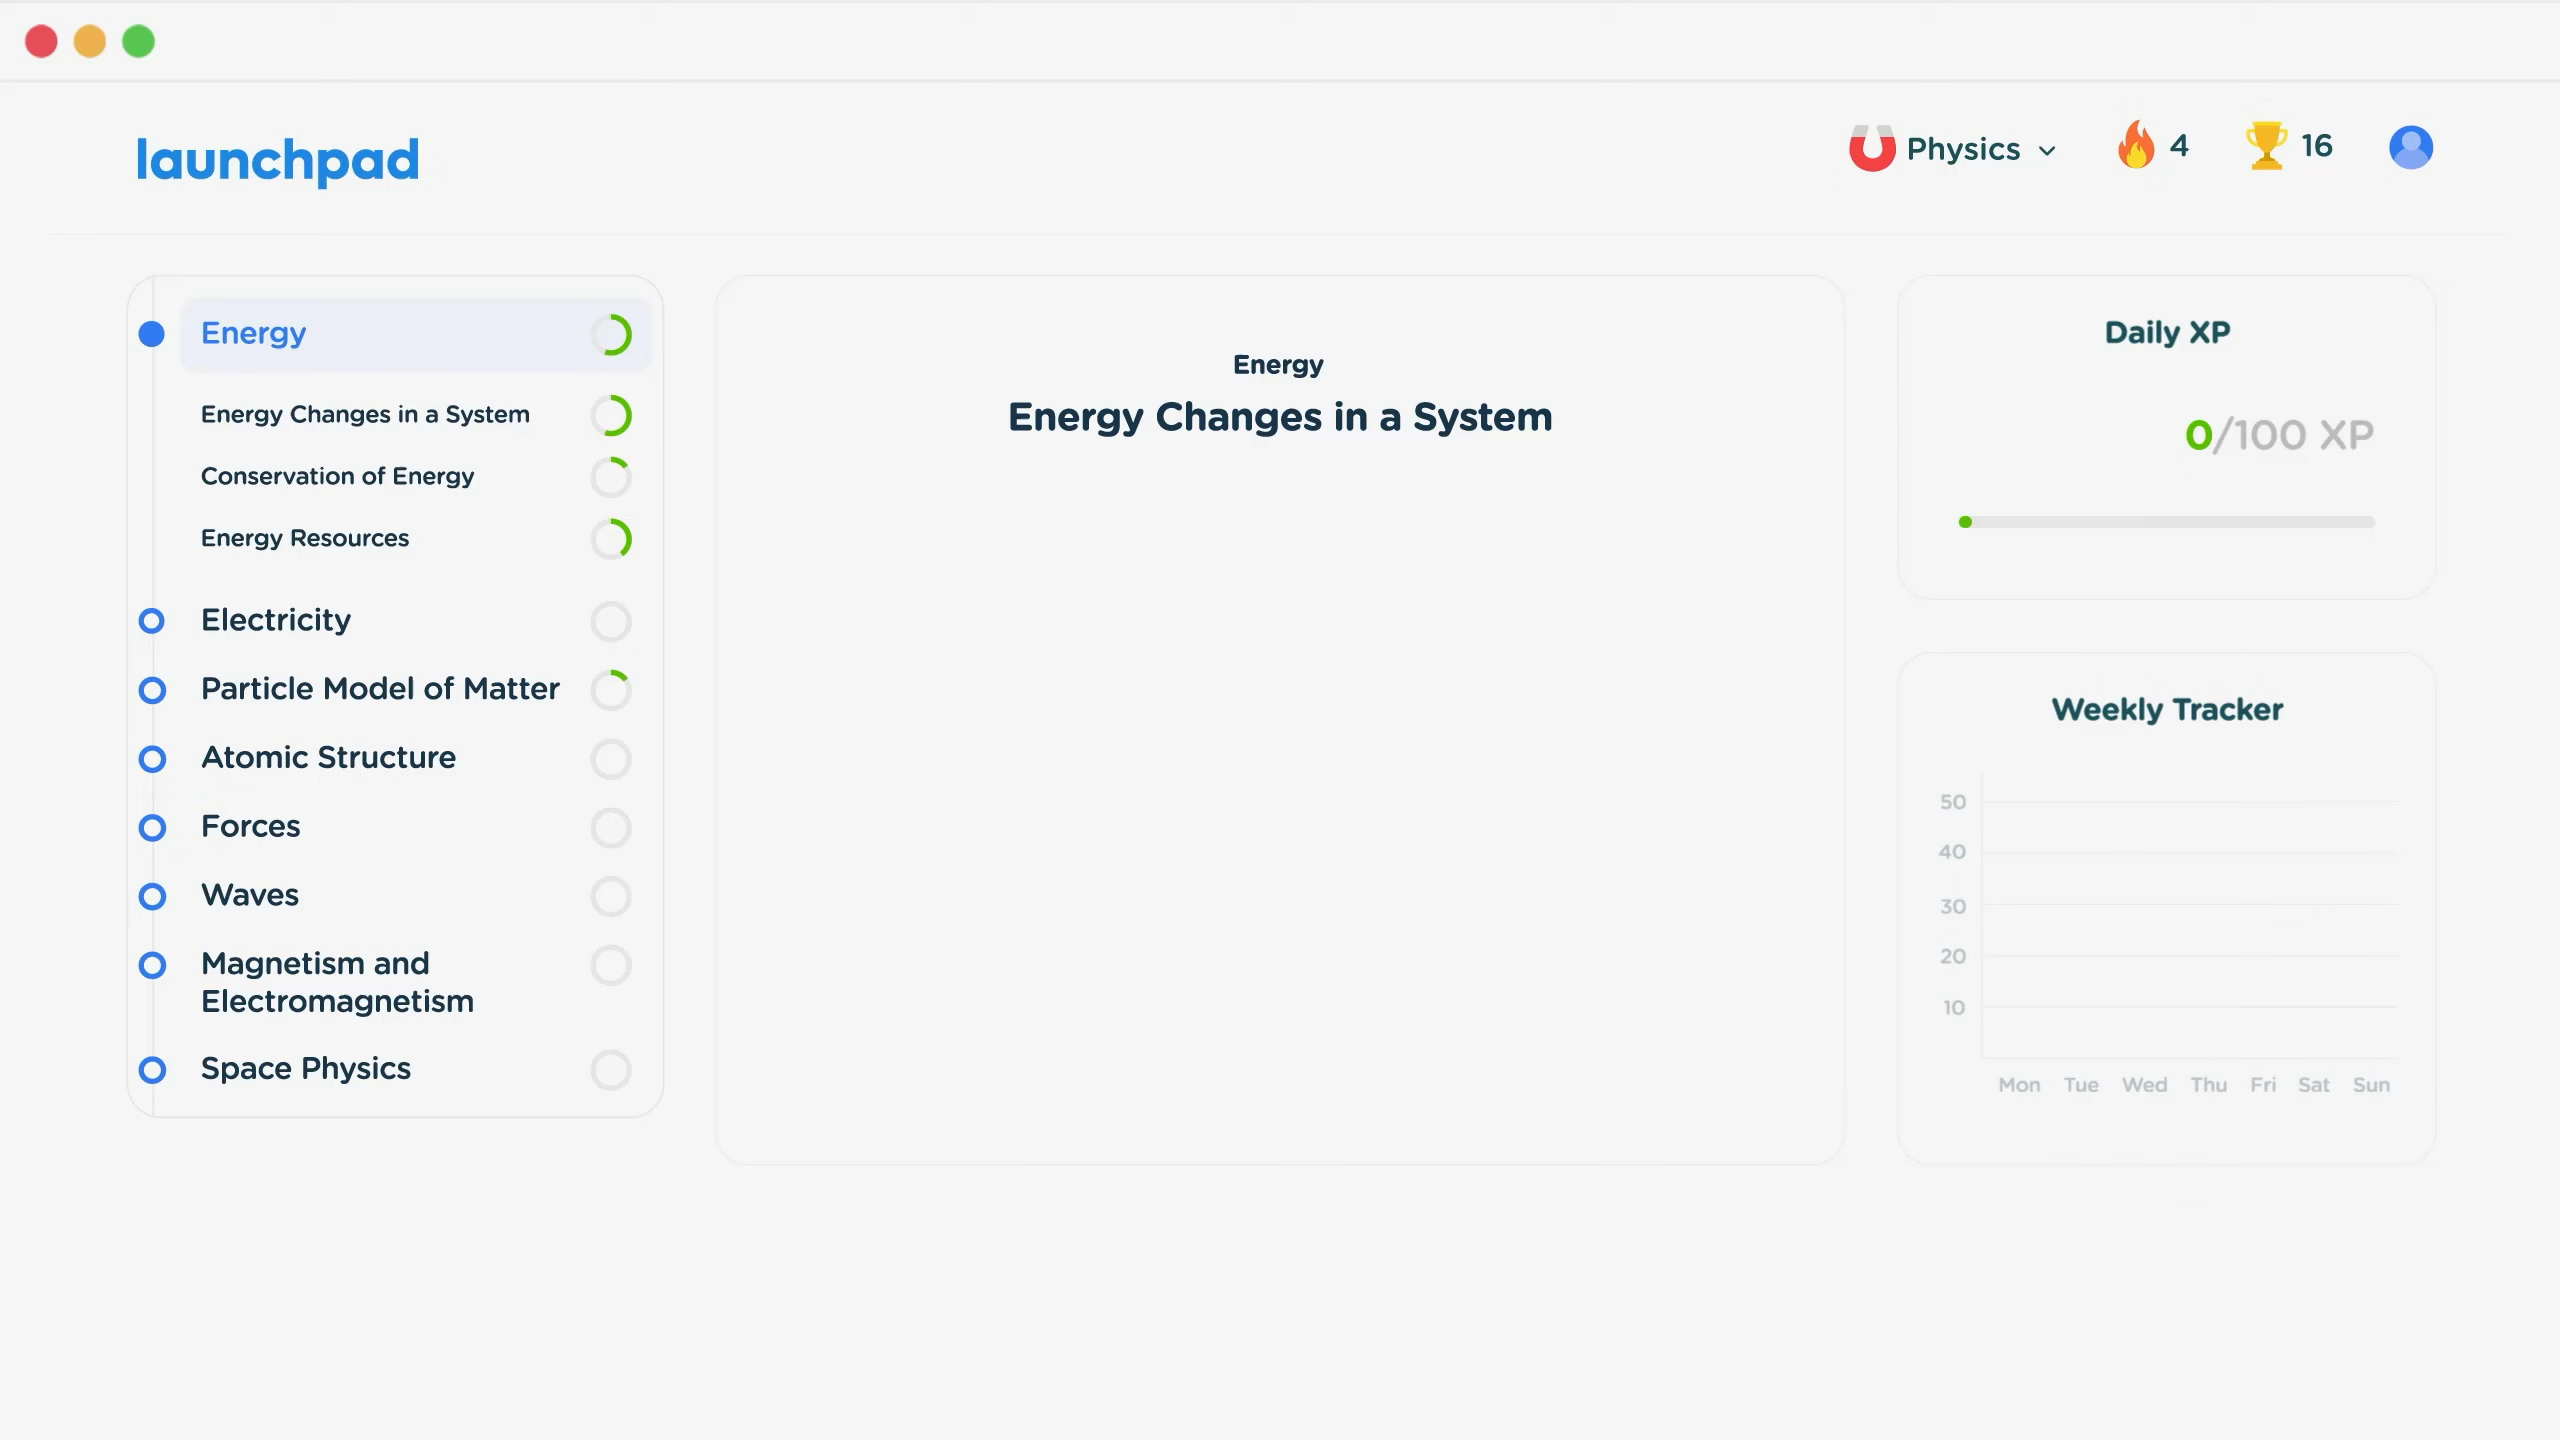 launchpad
Physics
4
16
Energy
Energy Changes in a System
Conservation of Energy
Energy Resources
Electricity
Particle Model of Matter
Atomic Structure
Forces
Waves
Magnetism and
Electromagnetism
Space Physics
Energy
Energy Changes in a System
Daily XP
0/100 XP
Weekly Tracker
50
40
30
20
10
Mon Tue Wed Thu Fri Sat Sun